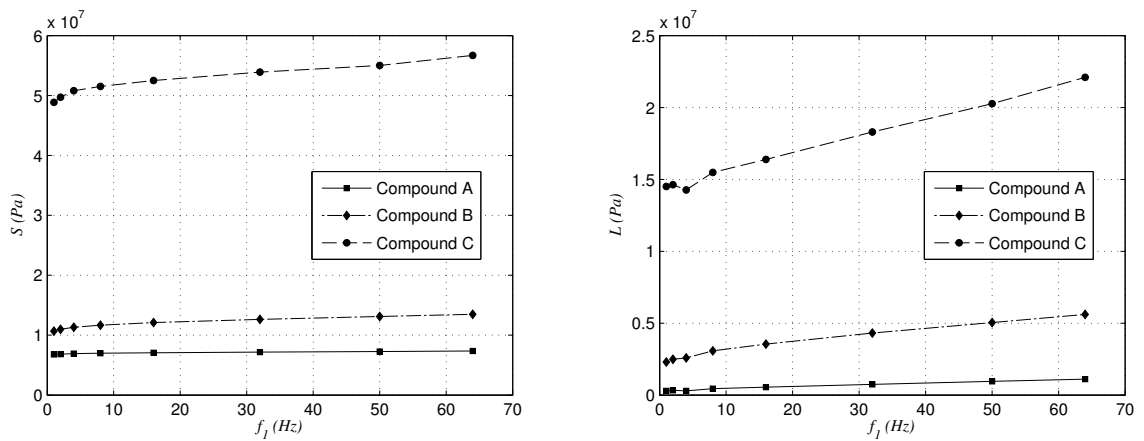 x 10^7
6
5
4
3
2
1
0
S (Pa)
0 10 20 30 40 50 60 70
f_1 (Hz)
Compound A
Compound B
Compound C
x 10^7
2.5
2
1.5
1
0.5
0
L (Pa)
0 10 20 30 40 50 60 70
f_1 (Hz)
Compound A
Compound B
Compound C